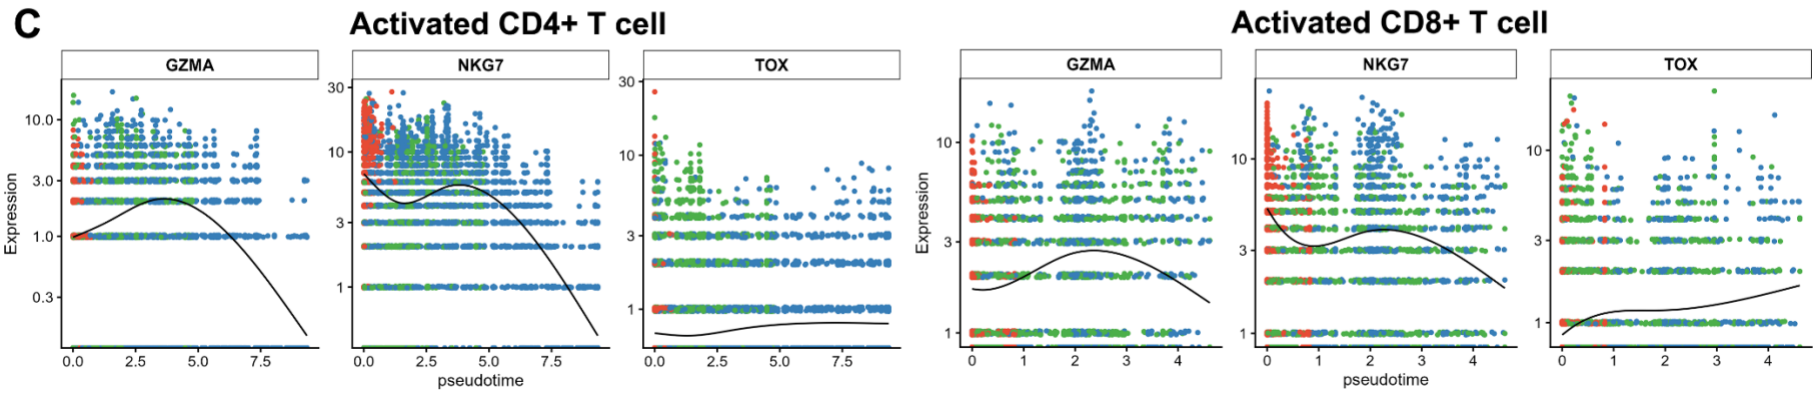 C
Activated CD4+ T cell
Activated CD8+ T cell
GZMA
NKG7
TOX
GZMA
NKG7
TOX
Expression
10.0
3.0
1.0
0.3
0.0 2.5 5.0 7.5
30
10
3
1
0.0 2.5 5.0 7.5
pseudotime
30
10
3
1
0.0 2.5 5.0 7.5
Expression
10
3
1
0 1 2 3 4
10
3
1
0 1 2 3 4
pseudotime
10
3
1
0 1 2 3 4